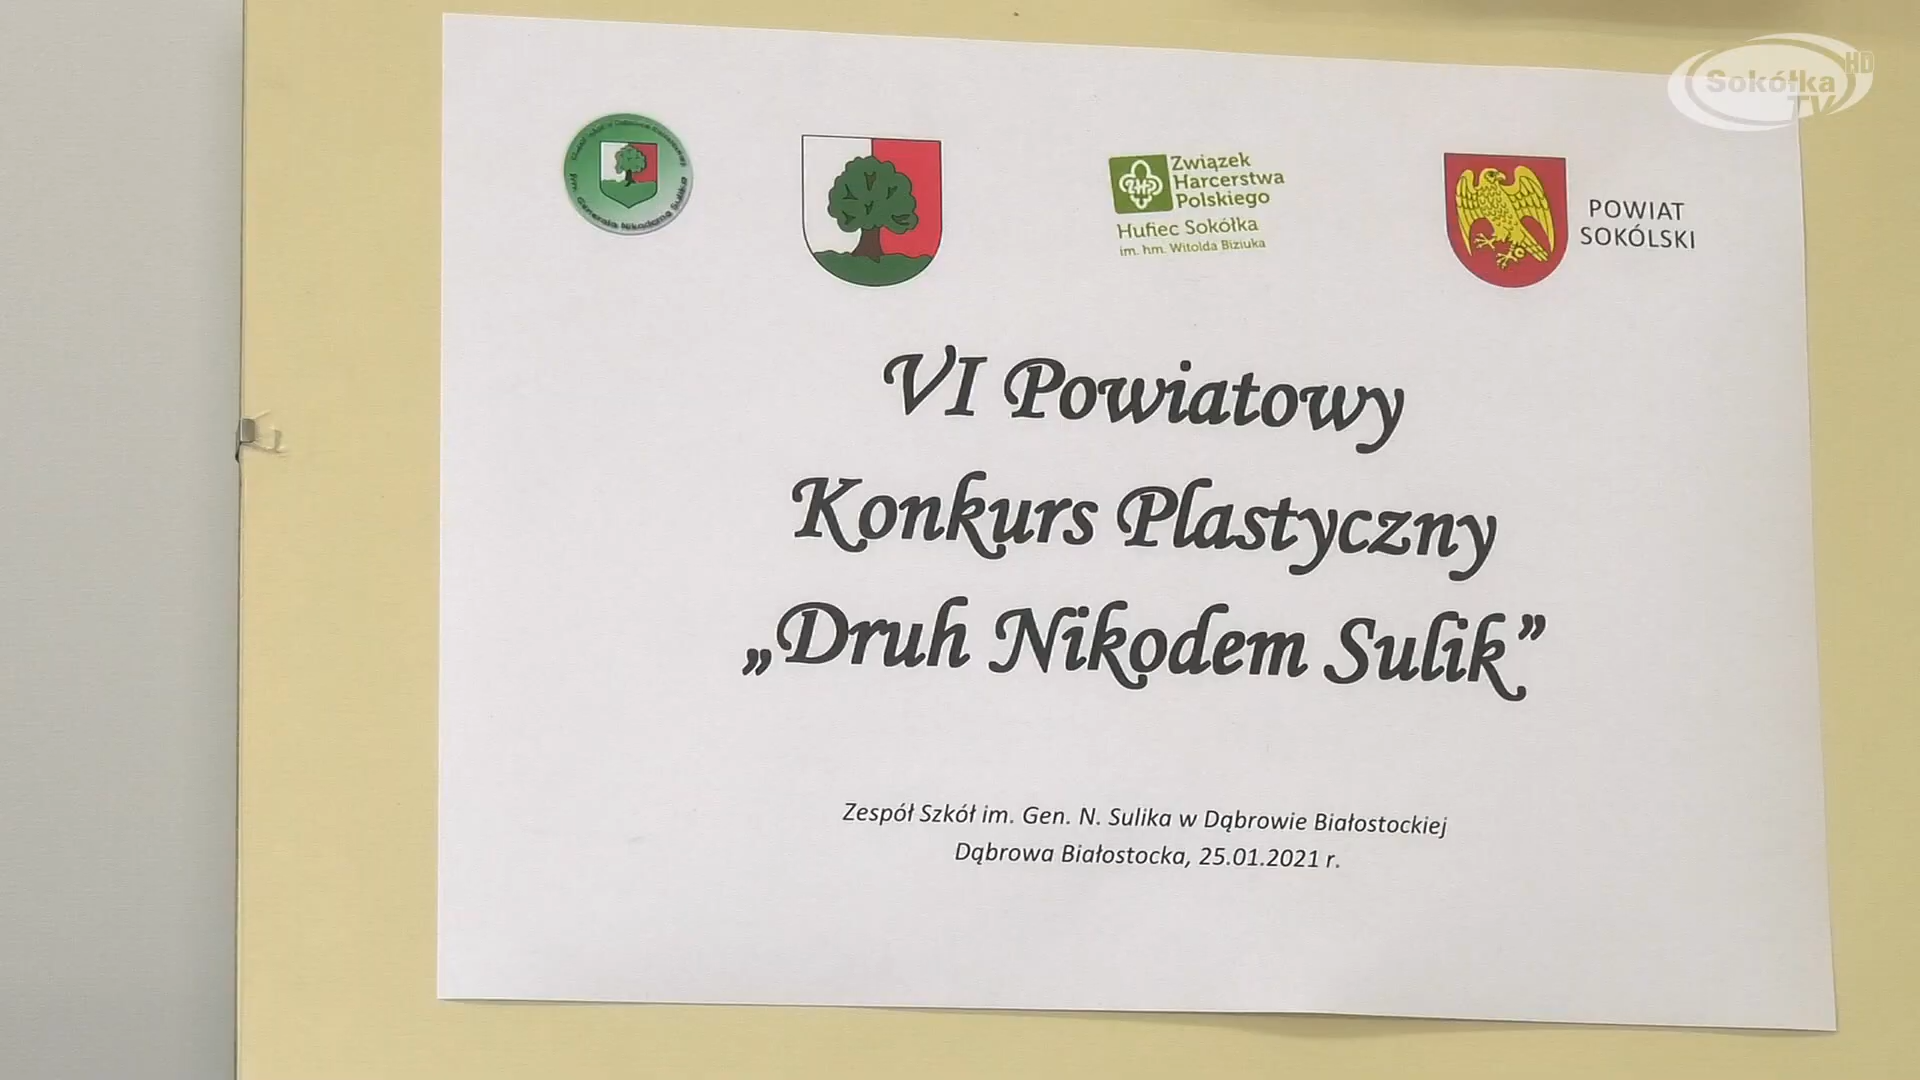 Sokółka HD
TV
Związek
Harcerstwa
Polskiego
ZHP
Hufiec Sokółka
im. hm. Witolda Biziuka
POWIAT
SOKÓLSKI
VI Powiatowy
Konkurs Plastyczny
„Druh Nikodem Sulik”
Zespół Szkół im. Gen. N. Sulika w Dąbrowie Białostockiej
Dąbrowa Białostocka, 25.01.2021 r.